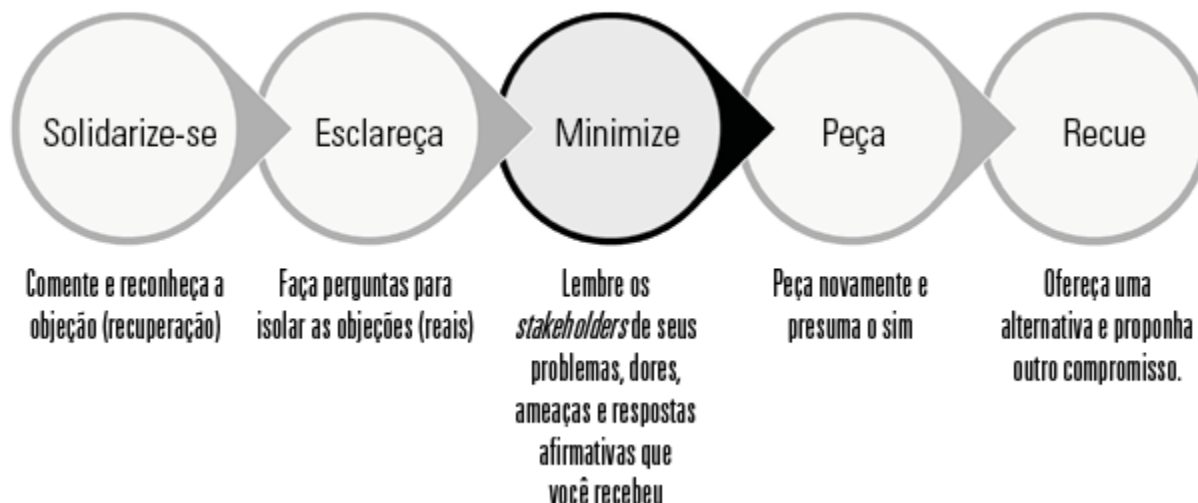 Solidarize-se
Esclareça
Minimize
Peça
Recue
Comente e reconheça a
objeção (recuperação)
Faça perguntas para
isolar as objeções (reais)
Lembre os
stakeholders de seus
problemas, dores,
ameaças e respostas
afirmativas que
você recebeu
Peça novamente e
presuma o sim
Ofereça uma
alternativa e proponha
outro compromisso.